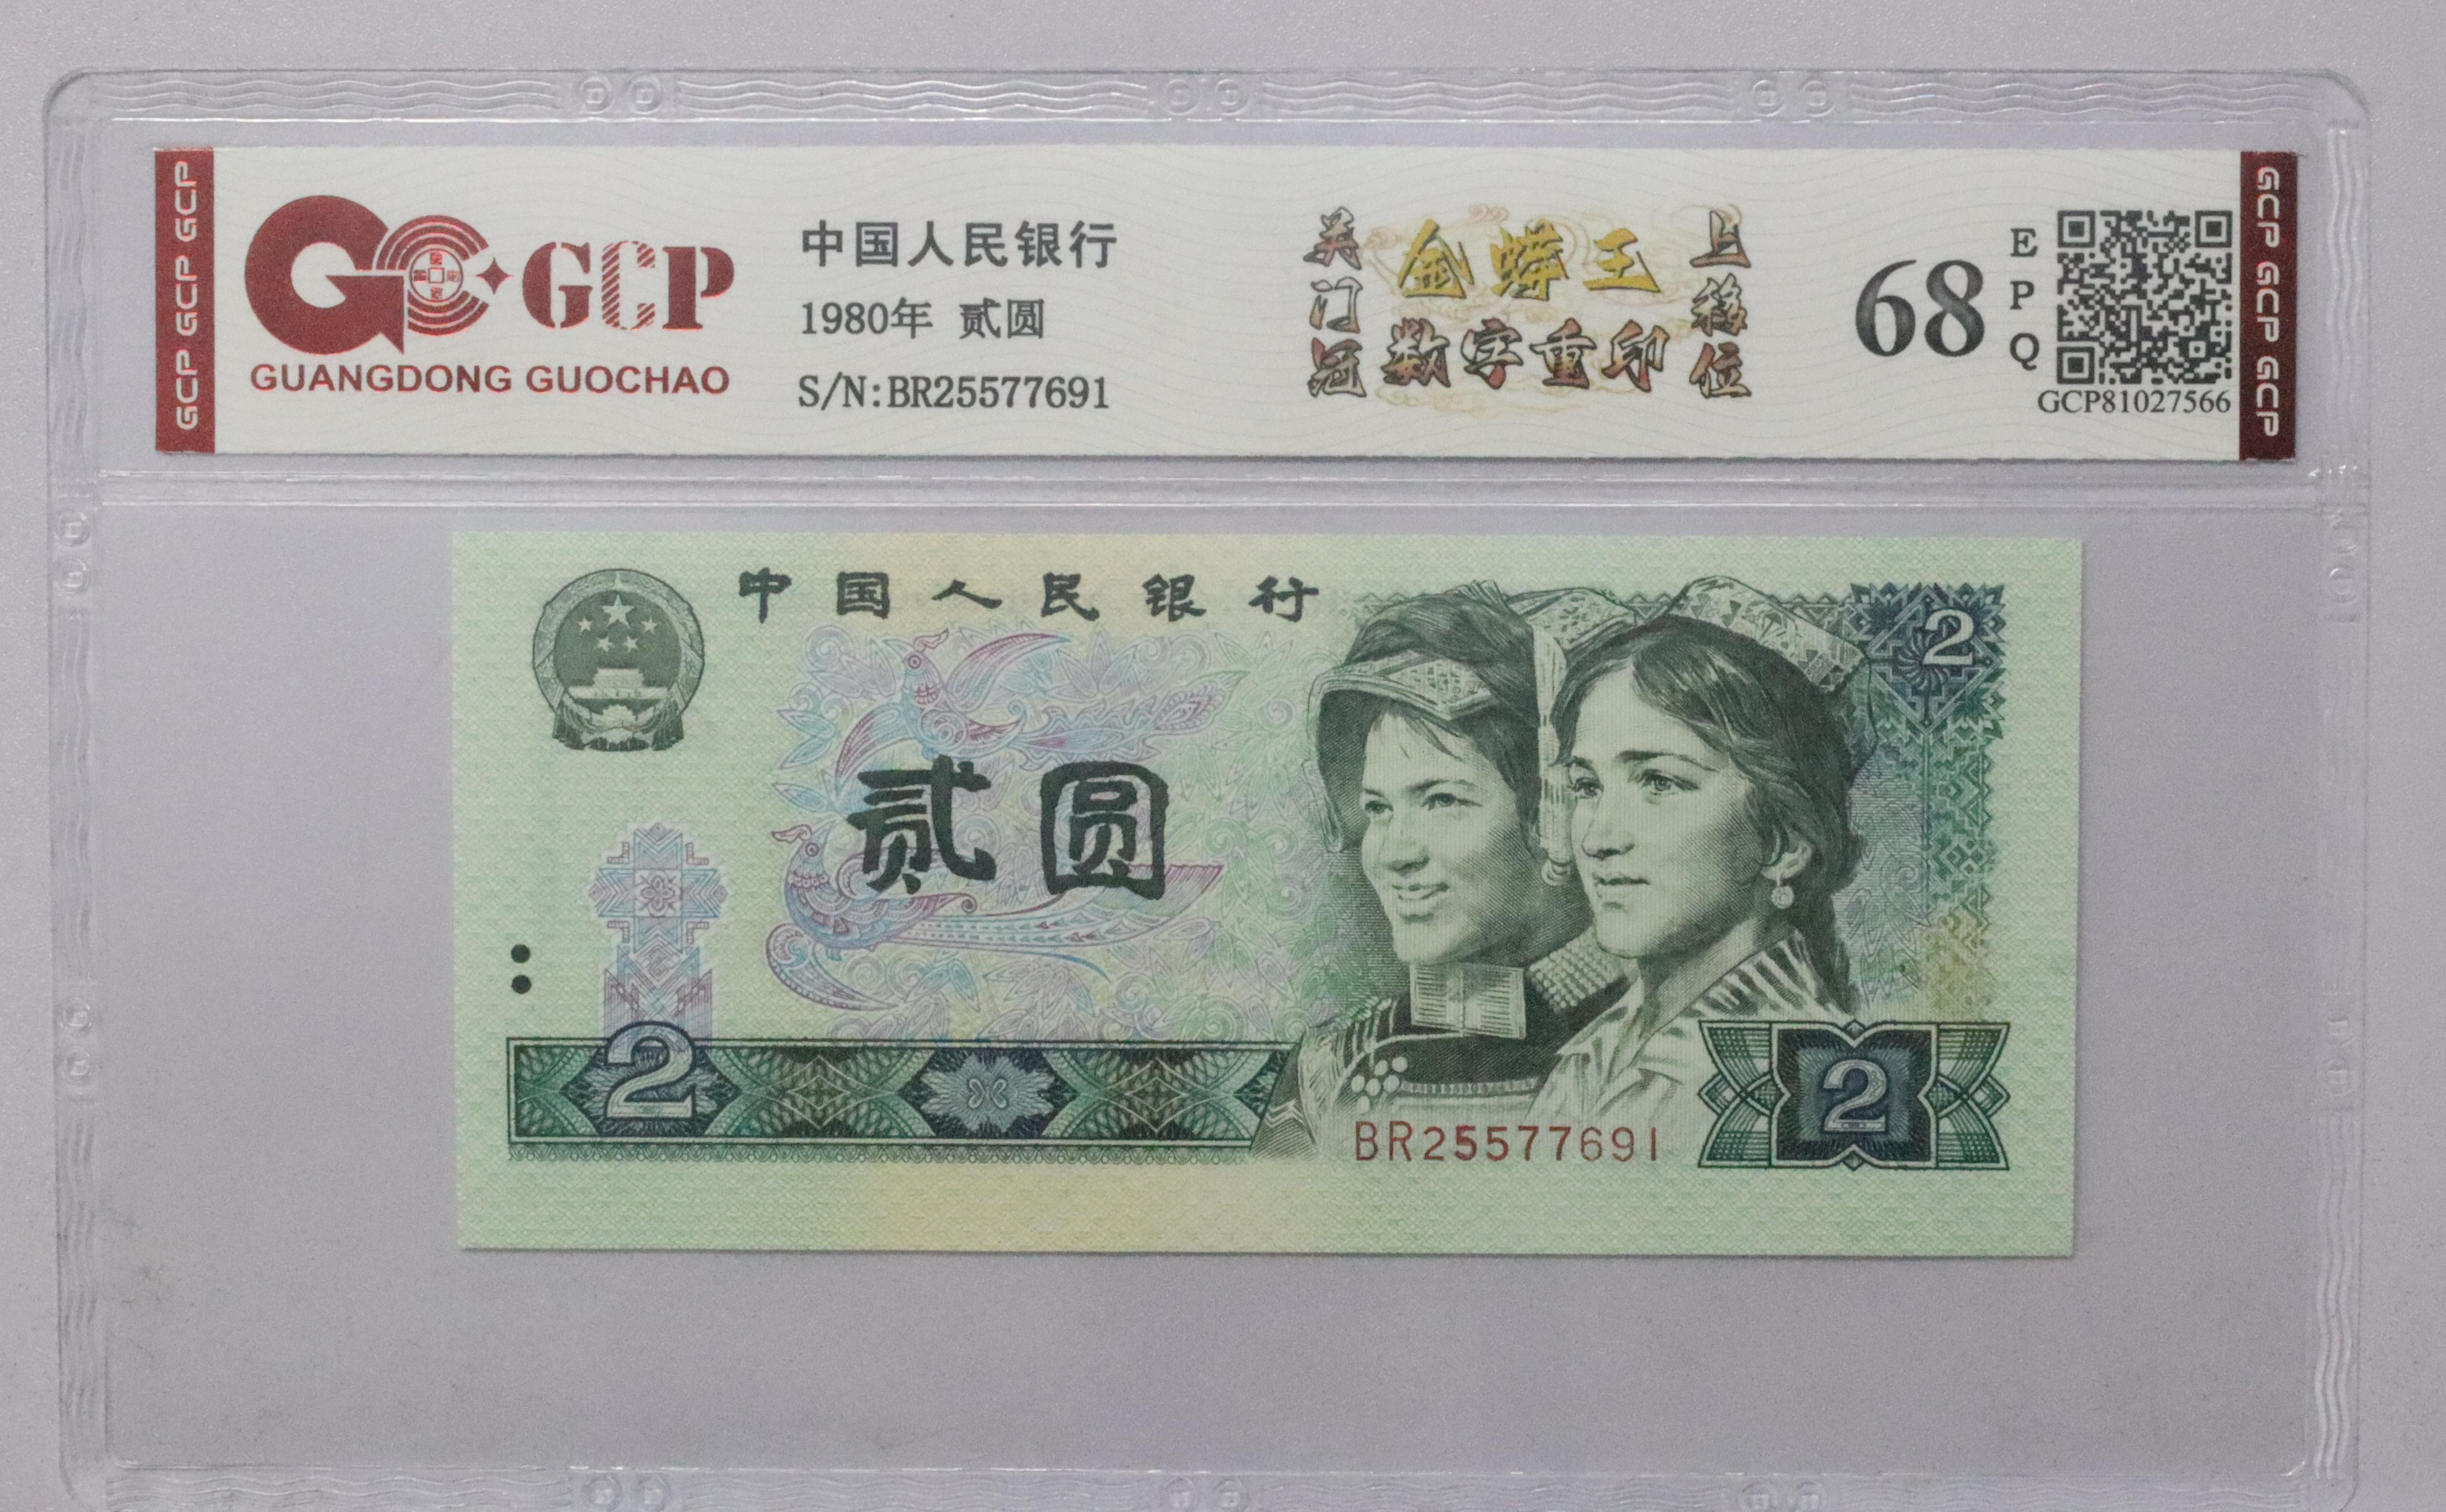 GCP GCP GCP
GCP
GUANGDONG GUOCHAO
中国人民银行
1980年 贰圆
S/N:BR25577691
关门冠
金蟒王
数字重印
上移位
68
EPQ
GCP81027566
GCP GCP GCP
中国人民银行
2
贰圆
2
BR25577691
2